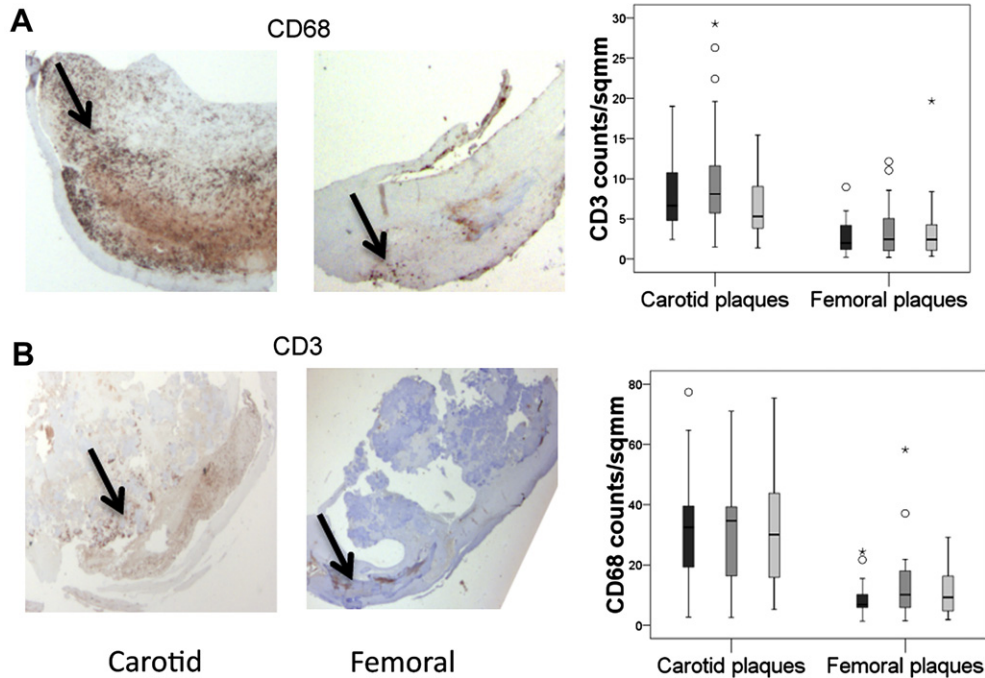 A
CD68
CD3 counts/sqmm
30
25
20
15
10
5
0
Carotid plaques Femoral plaques
B
CD3
CD68 counts/sqmm
80
60
40
20
0
Carotid plaques Femoral plaques
Carotid Femoral